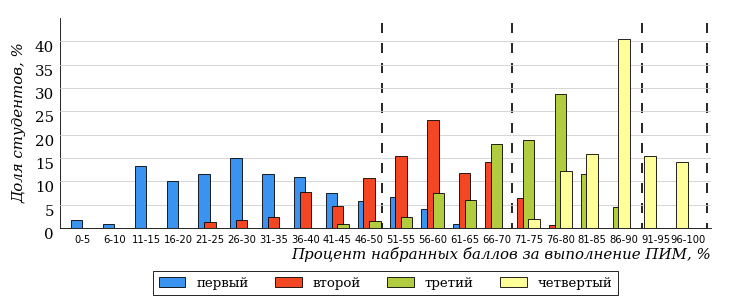 Доля студентов, %
40
35
30
25
20
15
10
5
0
0-5 6-10 11-15 16-20 21-25 26-30 31-35 36-40 41-45 46-50 51-55 56-60 61-65 66-70 71-75 76-80 81-85 86-90 91-95 96-100
Процент набранных баллов за выполнение ПИМ, %
первый второй третий четвертый